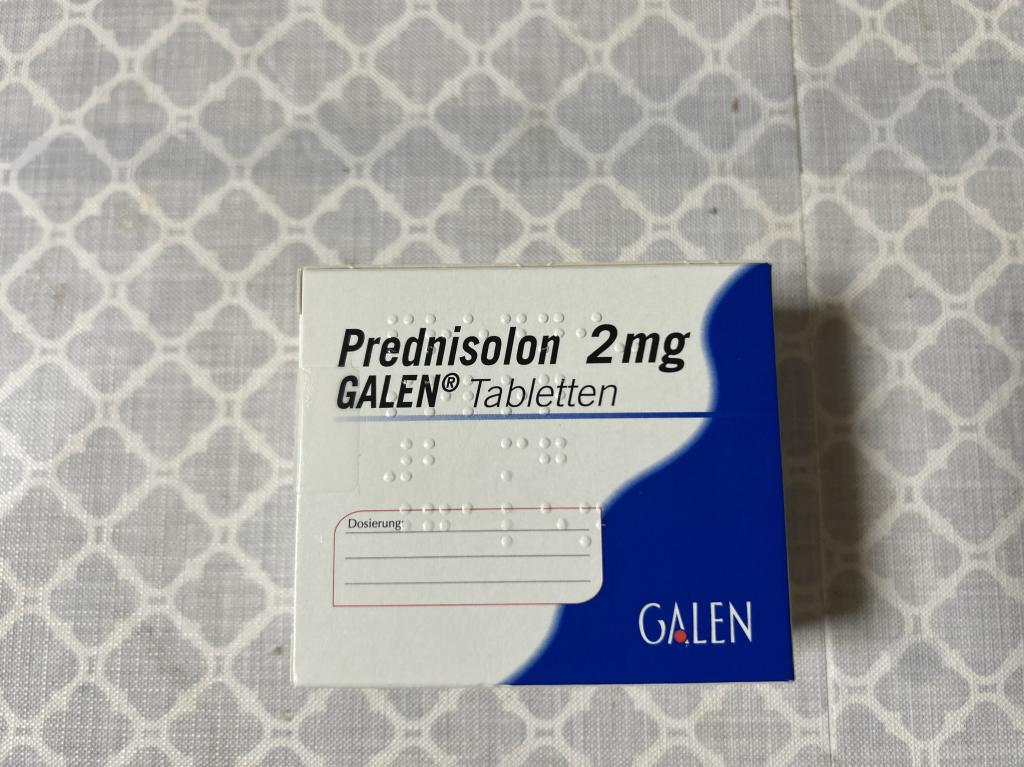 Prednisolon 2mg
GALEN® Tabletten
Dosierung:
GALEN